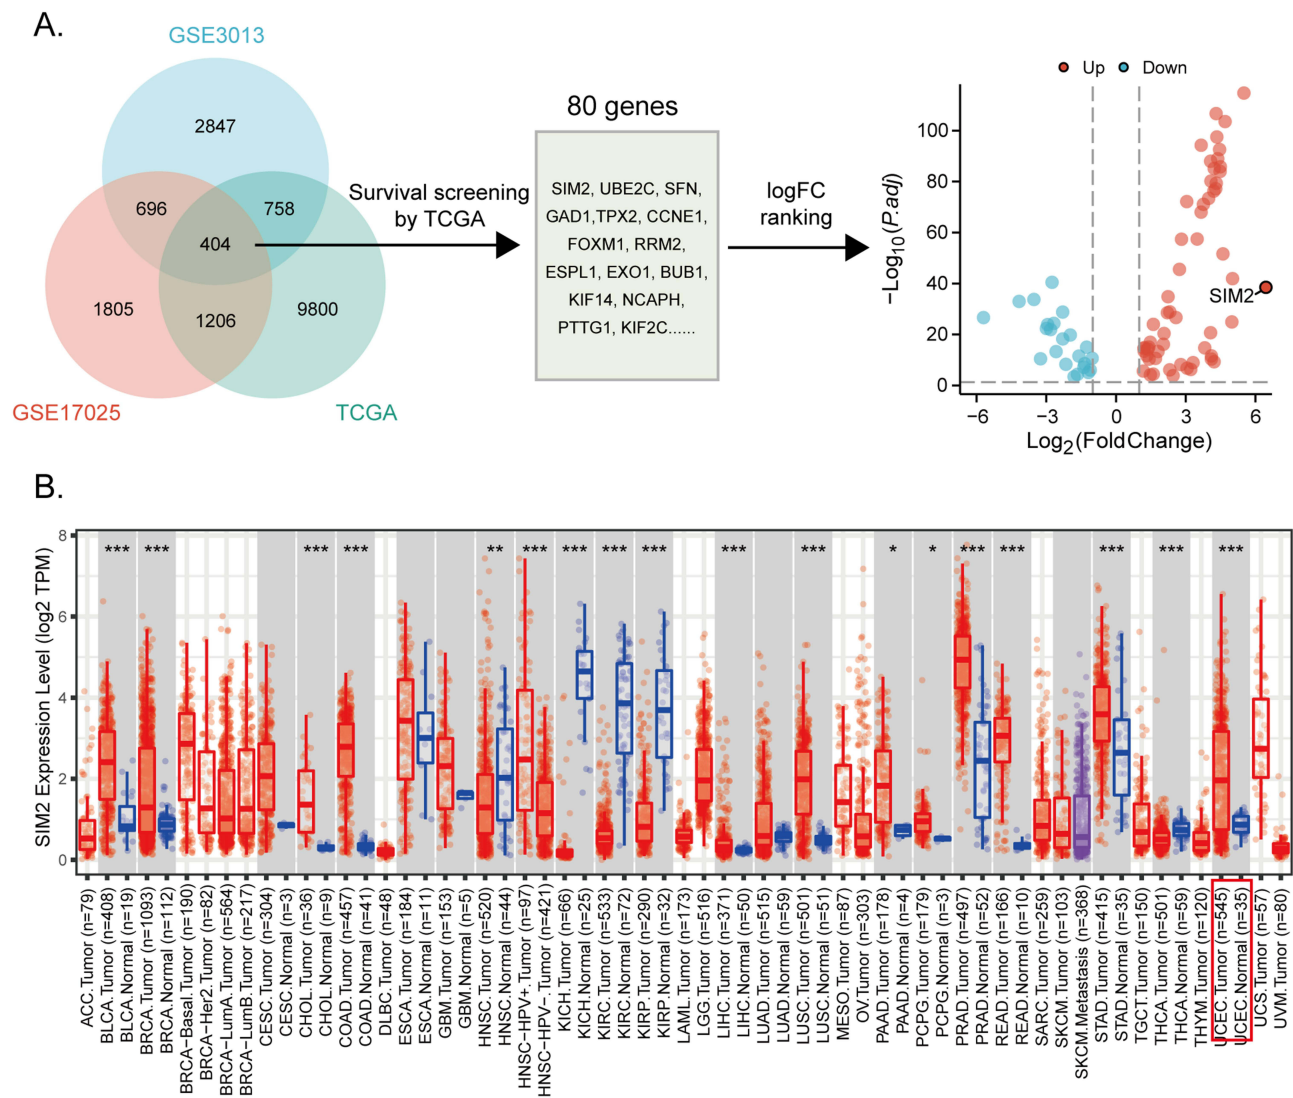 A.
GSE3013
2847
696
758
404
1805
1206
9800
GSE17025
TCGA
Survival screening
by TCGA
80 genes
SIM2, UBE2C, SFN,
GAD1,TPX2, CCNE1,
FOXM1, RRM2,
ESPL1, EXO1, BUB1,
KIF14, NCAPH,
PTTG1, KIF2C......
logFC
ranking
Up
Down
−Log10(P.adj)
100
80
60
40
20
0
SIM2
−6
−3
0
3
6
Log2(FoldChange)
B.
SIM2 Expression Level (log2 TPM)
8
6
4
2
0
***
***
***
***
**
***
***
***
***
***
***
*
*
***
***
***
***
***
ACC.Tumor (n=79)
BLCA.Tumor (n=408)
BLCA.Normal (n=19)
BRCA.Tumor (n=1093)
BRCA.Normal (n=112)
BRCA−Basal.Tumor (n=190)
BRCA−Her2.Tumor (n=82)
BRCA−LumA.Tumor (n=564)
BRCA−LumB.Tumor (n=217)
CESC.Tumor (n=304)
CESC.Normal (n=3)
CHOL.Tumor (n=36)
CHOL.Normal (n=9)
COAD.Tumor (n=457)
COAD.Normal (n=41)
DLBC.Tumor (n=48)
ESCA.Tumor (n=184)
ESCA.Normal (n=11)
GBM.Tumor (n=153)
GBM.Normal (n=5)
HNSC.Tumor (n=520)
HNSC.Normal (n=44)
HNSC−HPV+.Tumor (n=97)
HNSC−HPV−.Tumor (n=421)
KICH.Tumor (n=66)
KICH.Normal (n=25)
KIRC.Tumor (n=533)
KIRC.Normal (n=72)
KIRP.Tumor (n=290)
KIRP.Normal (n=32)
LAML.Tumor (n=173)
LGG.Tumor (n=516)
LIHC.Tumor (n=371)
LIHC.Normal (n=50)
LUAD.Tumor (n=515)
LUAD.Normal (n=59)
LUSC.Tumor (n=501)
LUSC.Normal (n=51)
MESO.Tumor (n=87)
OV.Tumor (n=303)
PAAD.Tumor (n=178)
PAAD.Normal (n=4)
PCPG.Tumor (n=179)
PCPG.Normal (n=3)
PRAD.Tumor (n=497)
PRAD.Normal (n=52)
READ.Tumor (n=166)
READ.Normal (n=10)
SARC.Tumor (n=259)
SKCM.Tumor (n=103)
SKCM.Metastasis (n=368)
STAD.Tumor (n=415)
STAD.Normal (n=35)
TGCT.Tumor (n=150)
THCA.Tumor (n=501)
THCA.Normal (n=59)
THYM.Tumor (n=120)
UCEC.Tumor (n=545)
UCEC.Normal (n=35)
UCS.Tumor (n=57)
UVM.Tumor (n=80)